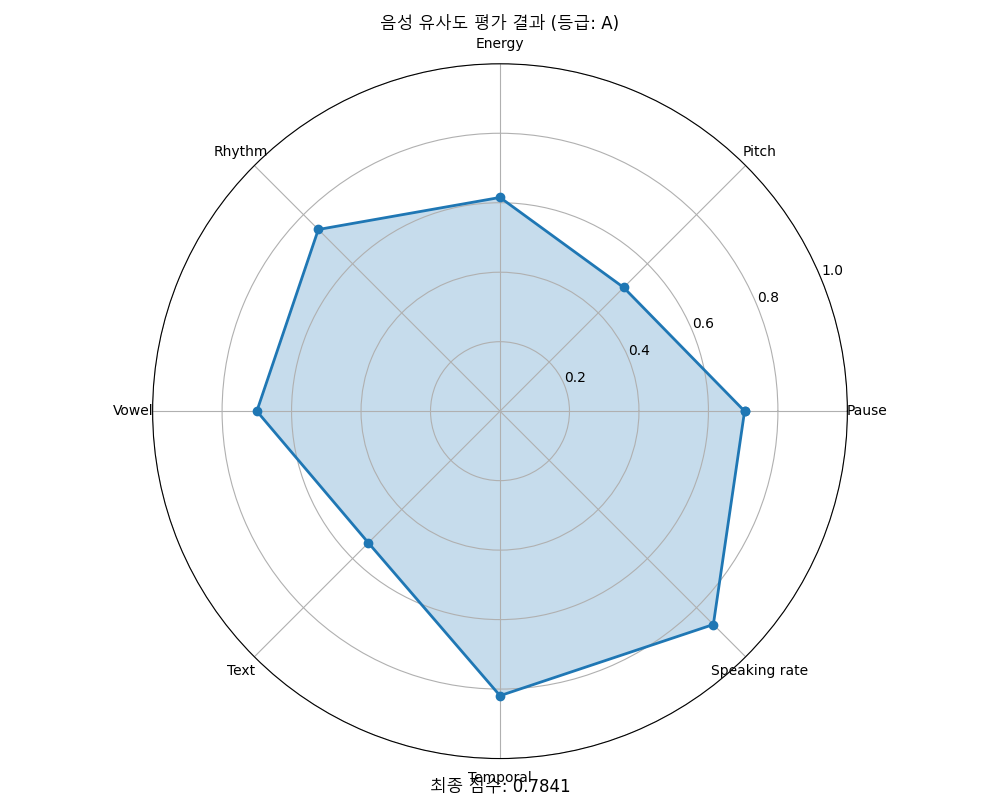 음성 유사도 평가 결과 (등급: A)
Energy
Rhythm
Pitch
1.0
0.8
0.6
0.4
0.2
Vowel
Pause
Text
Speaking rate
Temporal
최종 점수: 0.7841